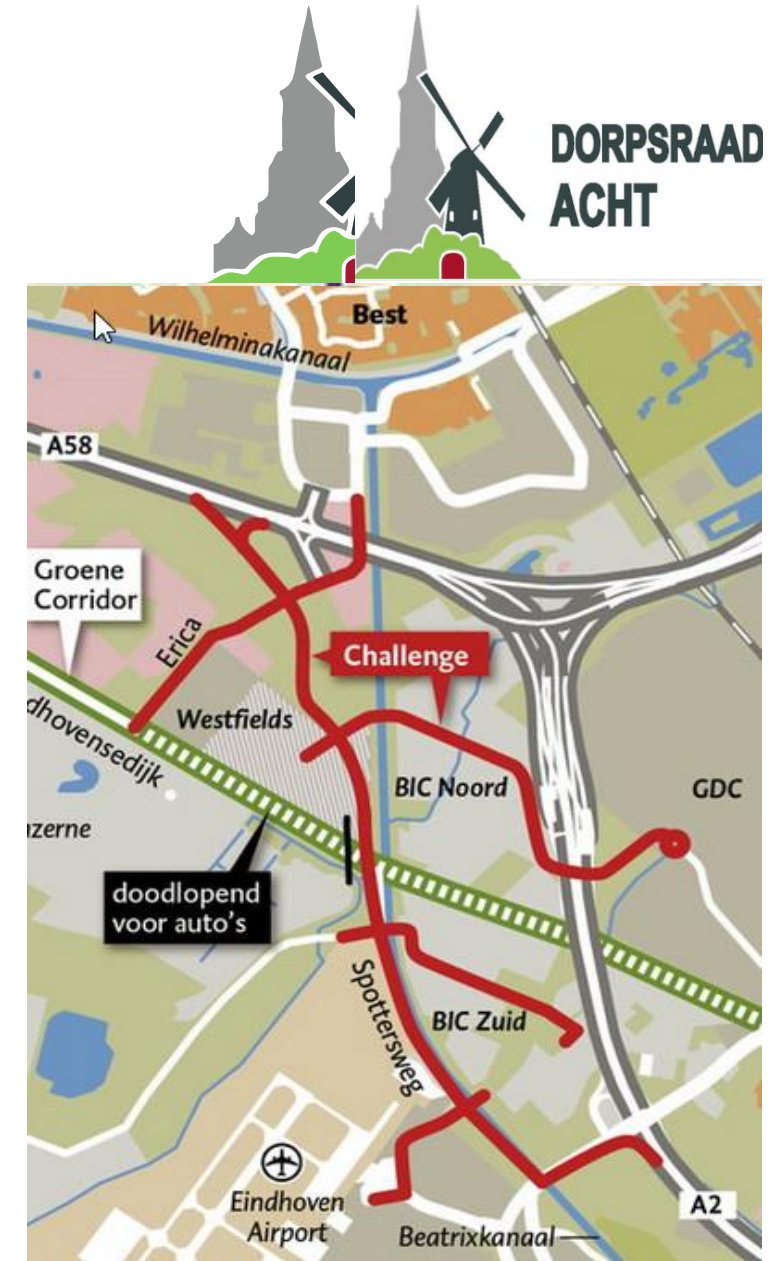 DORPSRAAD
ACHT
Best
Wilhelminakanaal
A58
Groene
Corridor
Erica
Challenge
Westfields
dhovensedijk
BIC Noord
GDC
zerne
doodlopend
voor auto's
Spottersweg
BIC Zuid
Eindhoven
Airport
A2
Beatrixkanaal